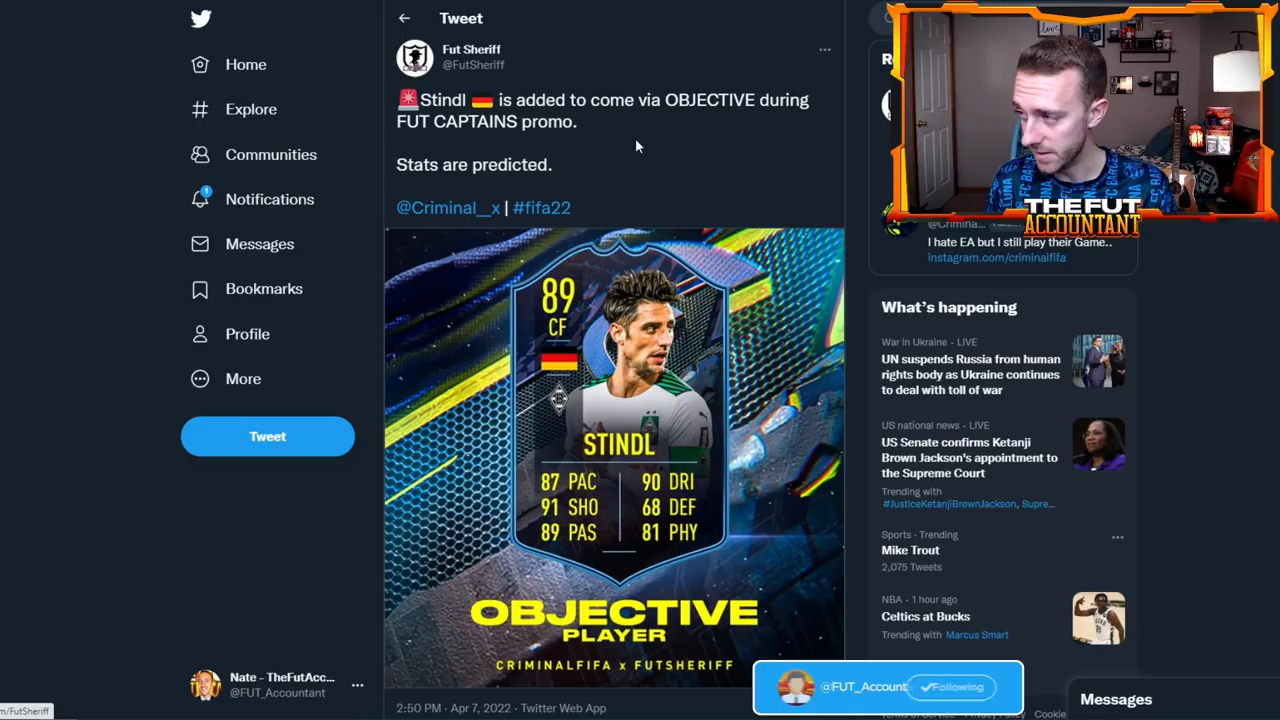 Home
Explore
Communities
1
Notifications
Messages
Bookmarks
Profile
More
Tweet
Nate - TheFutAcc...
@FUT_Accountant
m/FutSheriff
Tweet
Fut Sheriff
@FutSheriff
🚨Stindl 🇩🇪 is added to come via OBJECTIVE during
FUT CAPTAINS promo.
Stats are predicted.
@Criminal__x | #fifa22
89
CF
STINDL
87 PAC 90 DRI
91 SHO 68 DEF
89 PAS 81 PHY
OBJECTIVE
PLAYER
CRIMINALFIFA x FUTSHERIFF
2:50 PM · Apr 7, 2022 · Twitter Web App
THE FUT
ACCOUNTANT
@Crimina...
I hate EA but I still play their Game..
instagram.com/criminalfifa
What's happening
War in Ukraine · LIVE
UN suspends Russia from human
rights body as Ukraine continues
to deal with toll of war
US national news · LIVE
US Senate confirms Ketanji
Brown Jackson's appointment to
the Supreme Court
Trending with
#JusticeKetanjiBrownJackson, Supre...
Sports · Trending
Mike Trout
2,075 Tweets
NBA · 1 hour ago
Celtics at Bucks
Trending with Marcus Smart
@FUT_Account
Following
Messages
Cookie